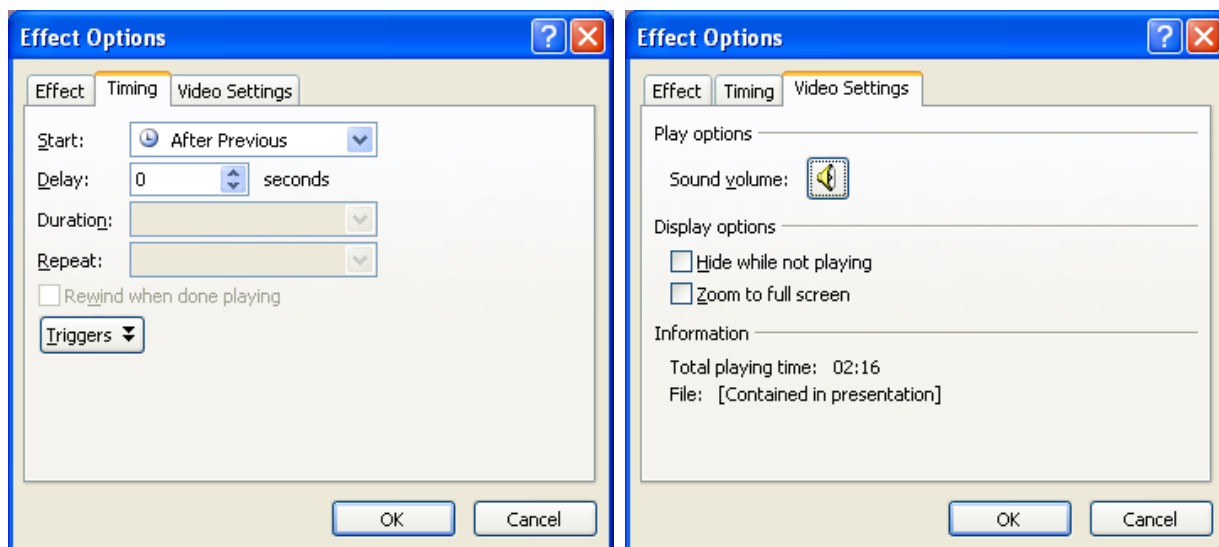 Effect Options
Effect Timing Video Settings
Start: After Previous
Delay: 0 seconds
Duration:
Repeat:
Rewind when done playing
Triggers
OK Cancel
Effect Options
Effect Timing Video Settings
Play options
Sound volume:
Display options
Hide while not playing
Zoom to full screen
Information
Total playing time: 02:16
File: [Contained in presentation]
OK Cancel